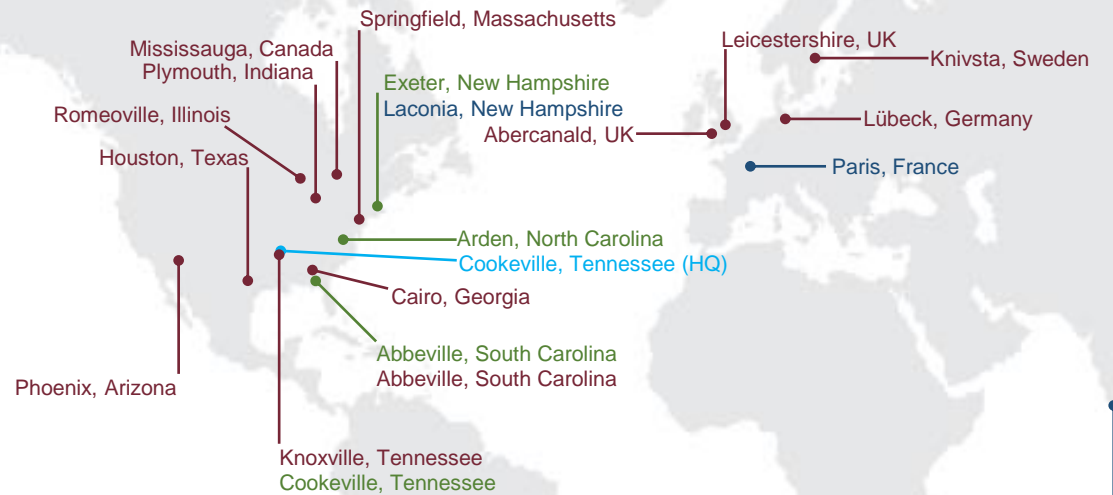 Springfield, Massachusetts
Mississauga, Canada
Plymouth, Indiana
Leicestershire, UK
Knivsta, Sweden
Exeter, New Hampshire
Laconia, New Hampshire
Romeoville, Illinois
Abercanald, UK
Lübeck, Germany
Houston, Texas
Paris, France
Arden, North Carolina
Cookeville, Tennessee (HQ)
Cairo, Georgia
Abbeville, South Carolina
Abbeville, South Carolina
Phoenix, Arizona
Knoxville, Tennessee
Cookeville, Tennessee